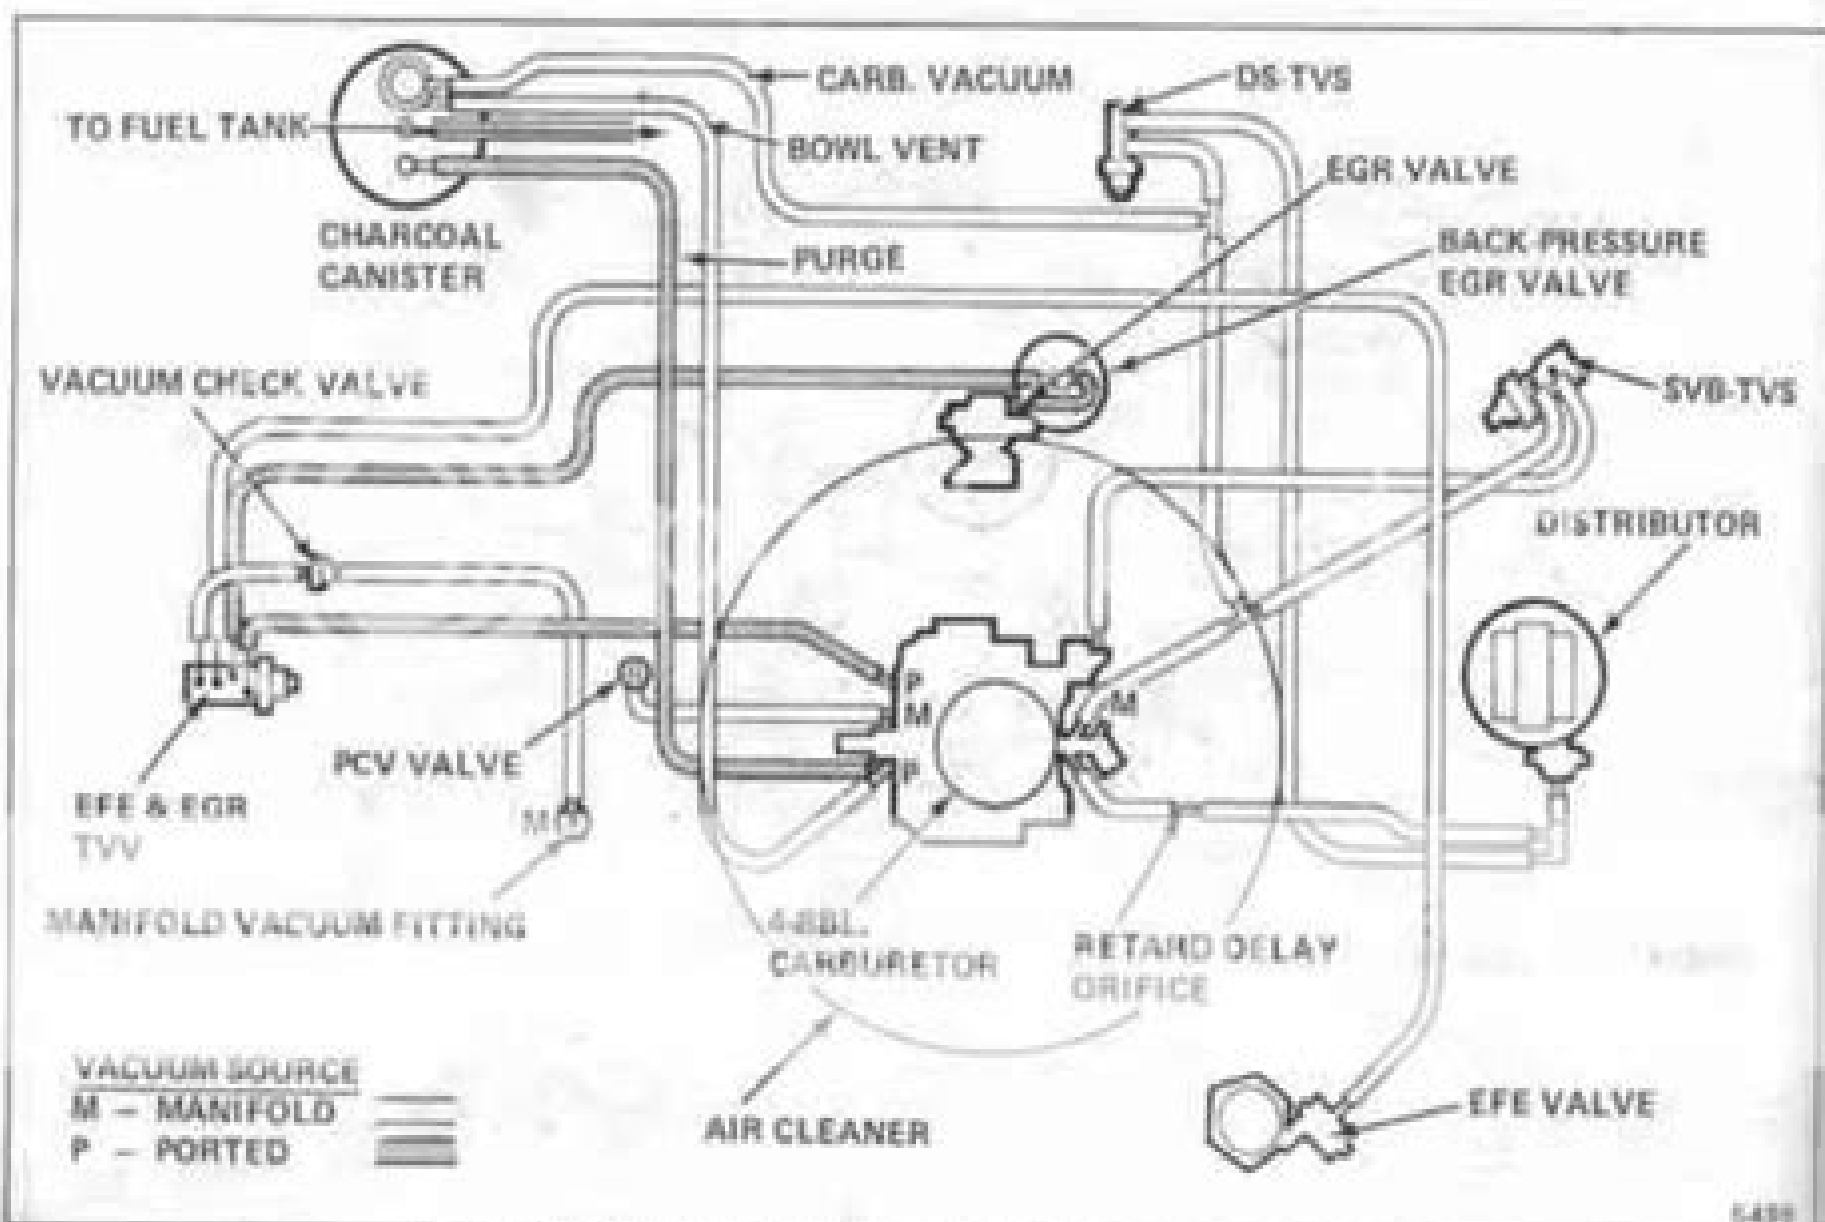 CARB. VACUUM
DS-TVS
TO FUEL TANK
BOWL VENT
EGR VALVE
CHARCOAL
CANISTER
PURGE
BACK-PRESSURE
EGR VALVE
VACUUM CHECK VALVE
SVB-TVS
DISTRIBUTOR
P
M
M
P
PCV VALVE
EFE & EGR
TVV
M
MANIFOLD VACUUM FITTING
4-BBL.
CARBURETOR
RETARD DELAY
ORIFICE
VACUUM SOURCE
M – MANIFOLD
P – PORTED
AIR CLEANER
EFE VALVE